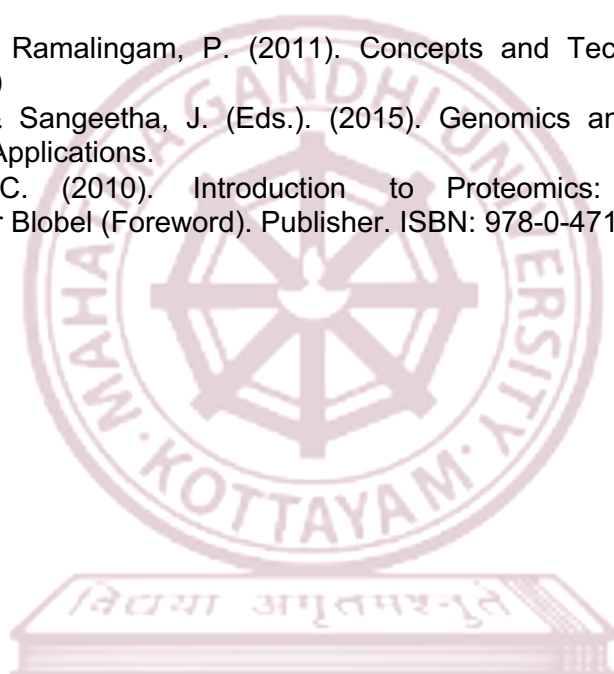 Ramalingam, P. (2011). Concepts and Tec
)
Sangeetha, J. (Eds.). (2015). Genomics an
Applications.
C. (2010). Introduction to Proteomics:
r Blobel (Foreword). Publisher. ISBN: 978-0-471
MAHATMA GANDHI UNIVERSITY
KOTTAYAM
विद्यया अमृतमश्नुते